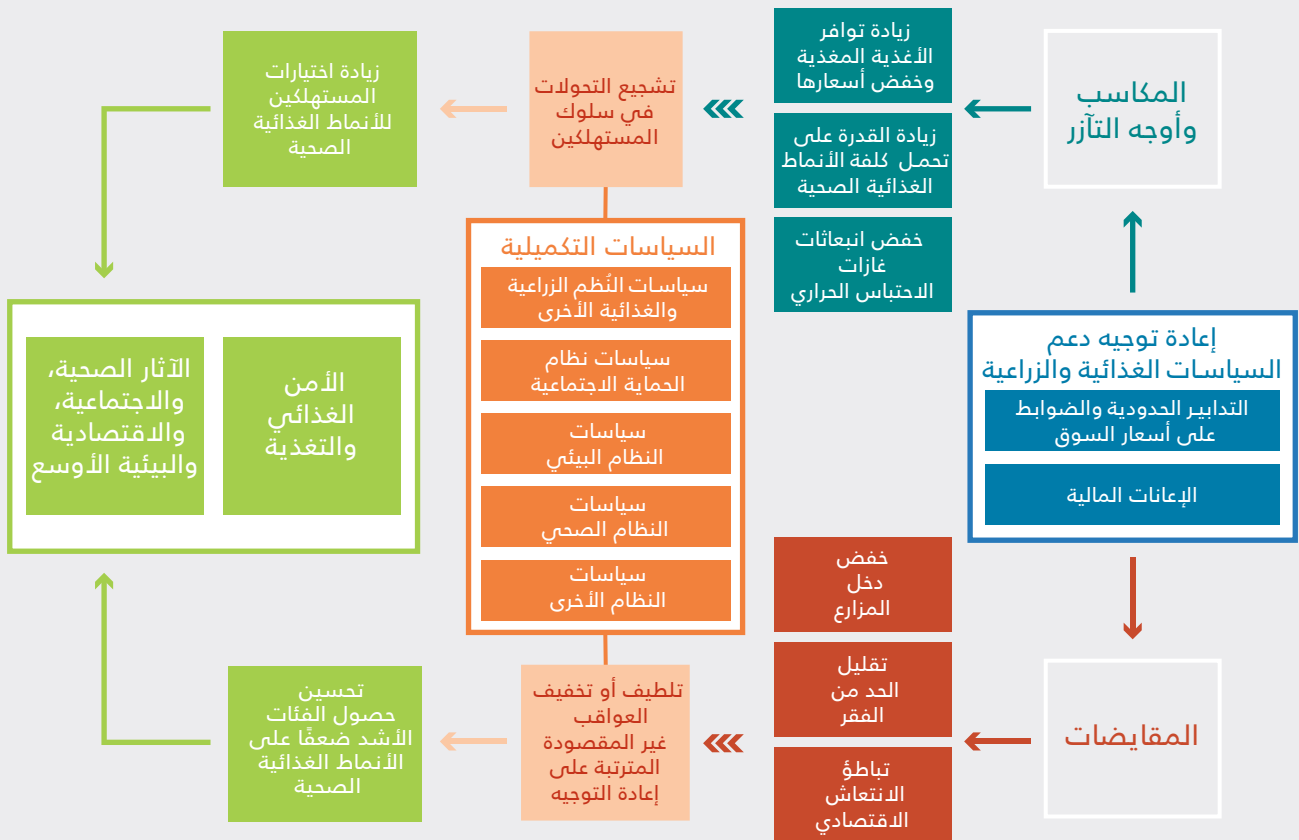 المكاسب
وأوجه التآزر
زيادة توافر
الأغذية المغذية
وخفض أسعارها
زيادة القدرة على
تحمل كلفة الأنماط
الغذائية الصحية
خفض انبعاثات
غازات
الاحتباس الحراري
تشجيع التحولات
في سلوك
المستهلكين
زيادة اختيارات
المستهلكين
للأنماط الغذائية
الصحية
إعادة توجيه دعم
السياسات الغذائية والزراعية
التدابير الحدودية والضوابط
على أسعار السوق
الإعانات المالية
السياسات التكميلية
سياسات النُظم الزراعية
والغذائية الأخرى
سياسات نظام
الحماية الاجتماعية
سياسات
النظام البيئي
سياسات
النظام الصحي
سياسات
النظام الأخرى
الأمن
الغذائي
والتغذية
الآثار الصحية،
والاجتماعية،
والاقتصادية
والبيئية الأوسع
المقايضات
خفض
دخل
المزارع
تقليل
الحد من
الفقر
تباطؤ
الانتعاش
الاقتصادي
تلطيف أو تخفيف
العواقب
غير المقصودة
المترتبة على
إعادة التوجيه
تحسين
حصول الفئات
الأشد ضعفًا على
الأنماط الغذائية
الصحية